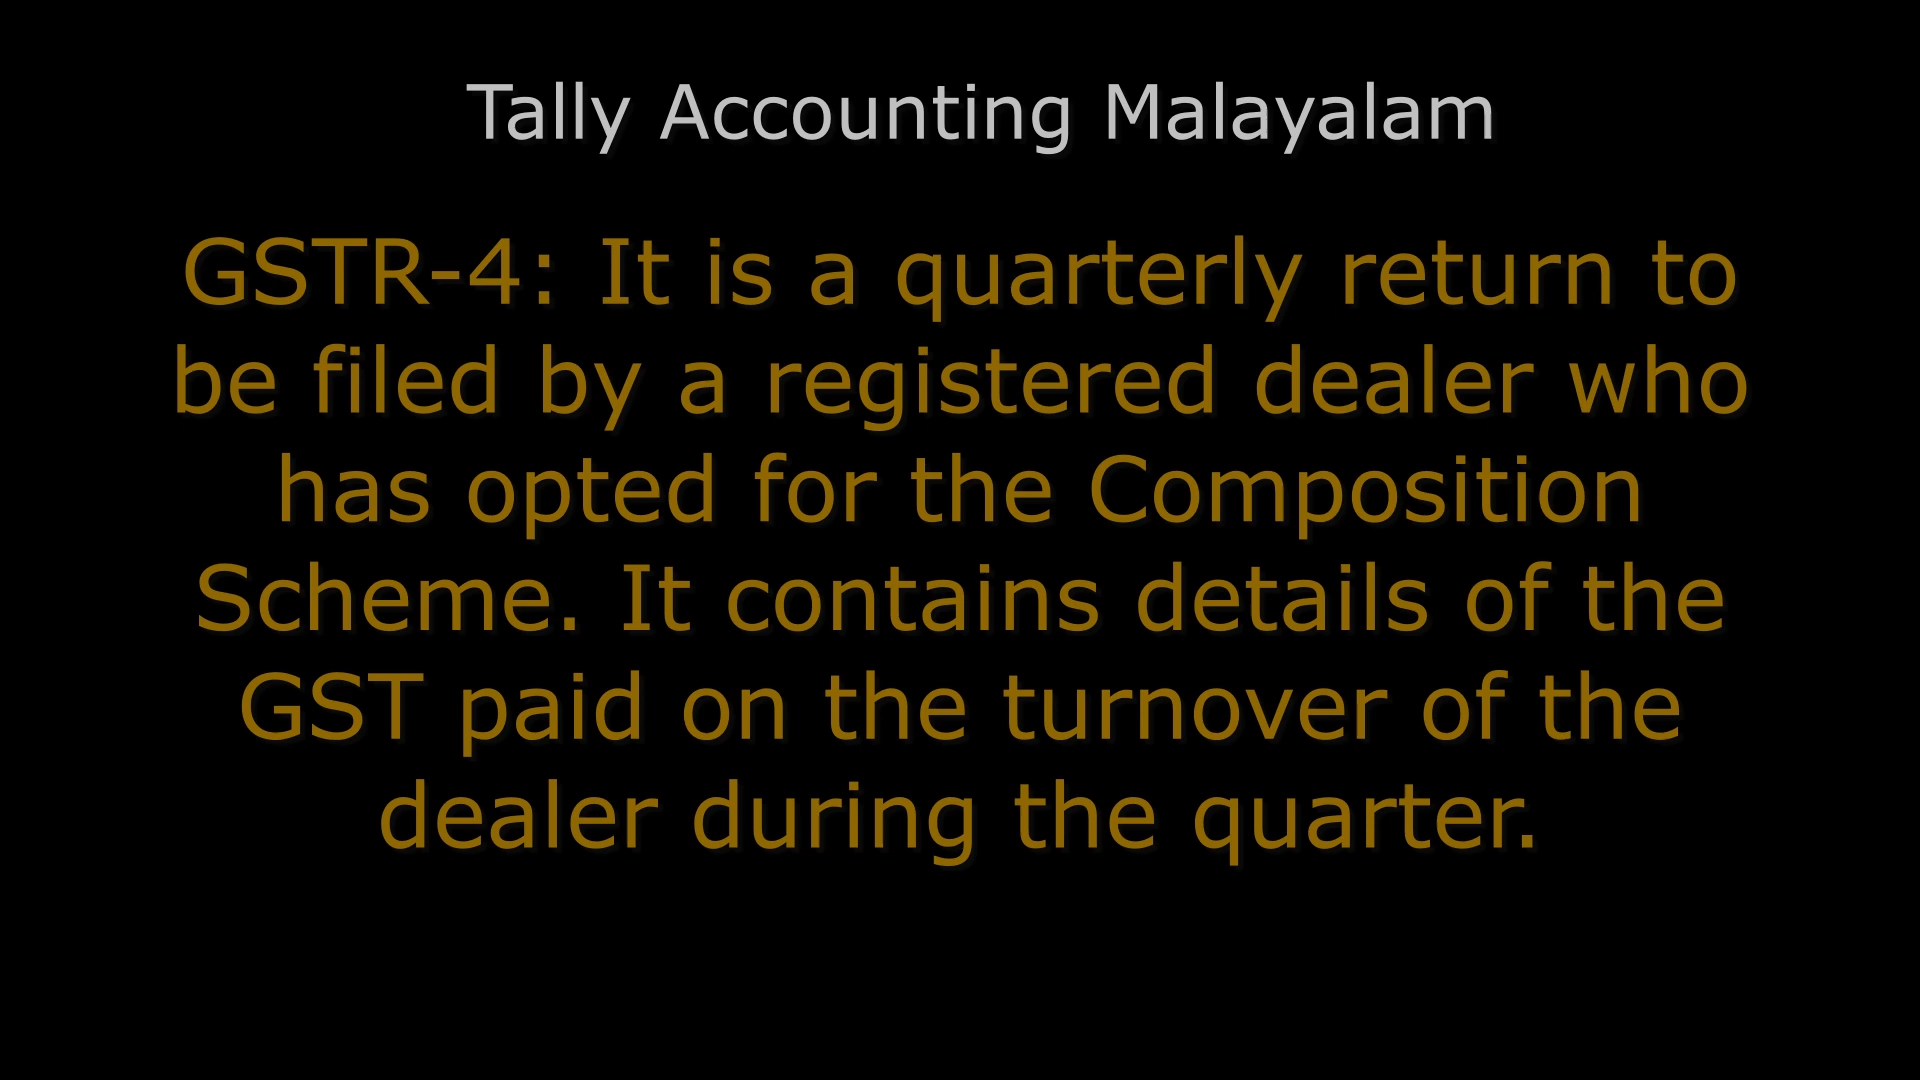 Tally Accounting Malayalam
GSTR-4: It is a quarterly return to
be filed by a registered dealer who
has opted for the Composition
Scheme. It contains details of the
GST paid on the turnover of the
dealer during the quarter.